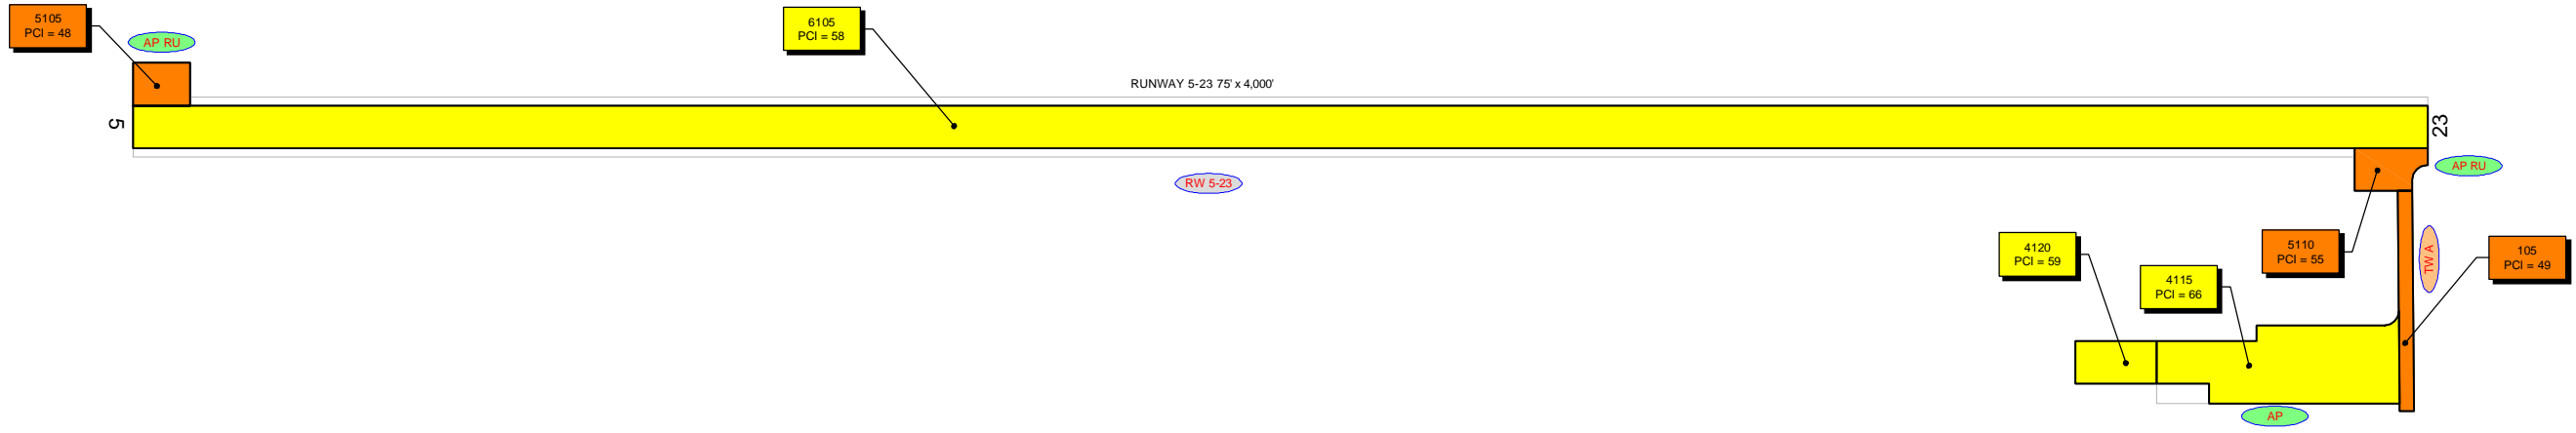 5105
PCI = 48
AP RU
6105
PCI = 58
RUNWAY 5-23 75' x 4,000'
5
23
AP RU
RW 5-23
4120
PCI = 59
4115
PCI = 66
5110
PCI = 55
TW A
105
PCI = 49
AP